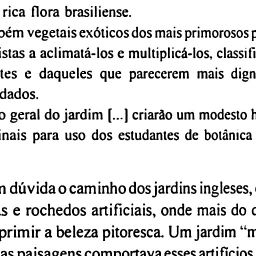 rica flora brasiliense.
bém vegetais exóticos dos mais primorosos p
istas a aclimatá-los e multiplicá-los, classifi
tes e daqueles que parecerem mais dign
dados.
o geral do jardim [...] criarão um modesto h
inais para uso dos estudantes de botânica
m dúvida o caminho dos jardins ingleses,
s e rochedos artificiais, onde mais do
primir a beleza pitoresca. Um jardim “m
as paisagens comportava esses artifícios